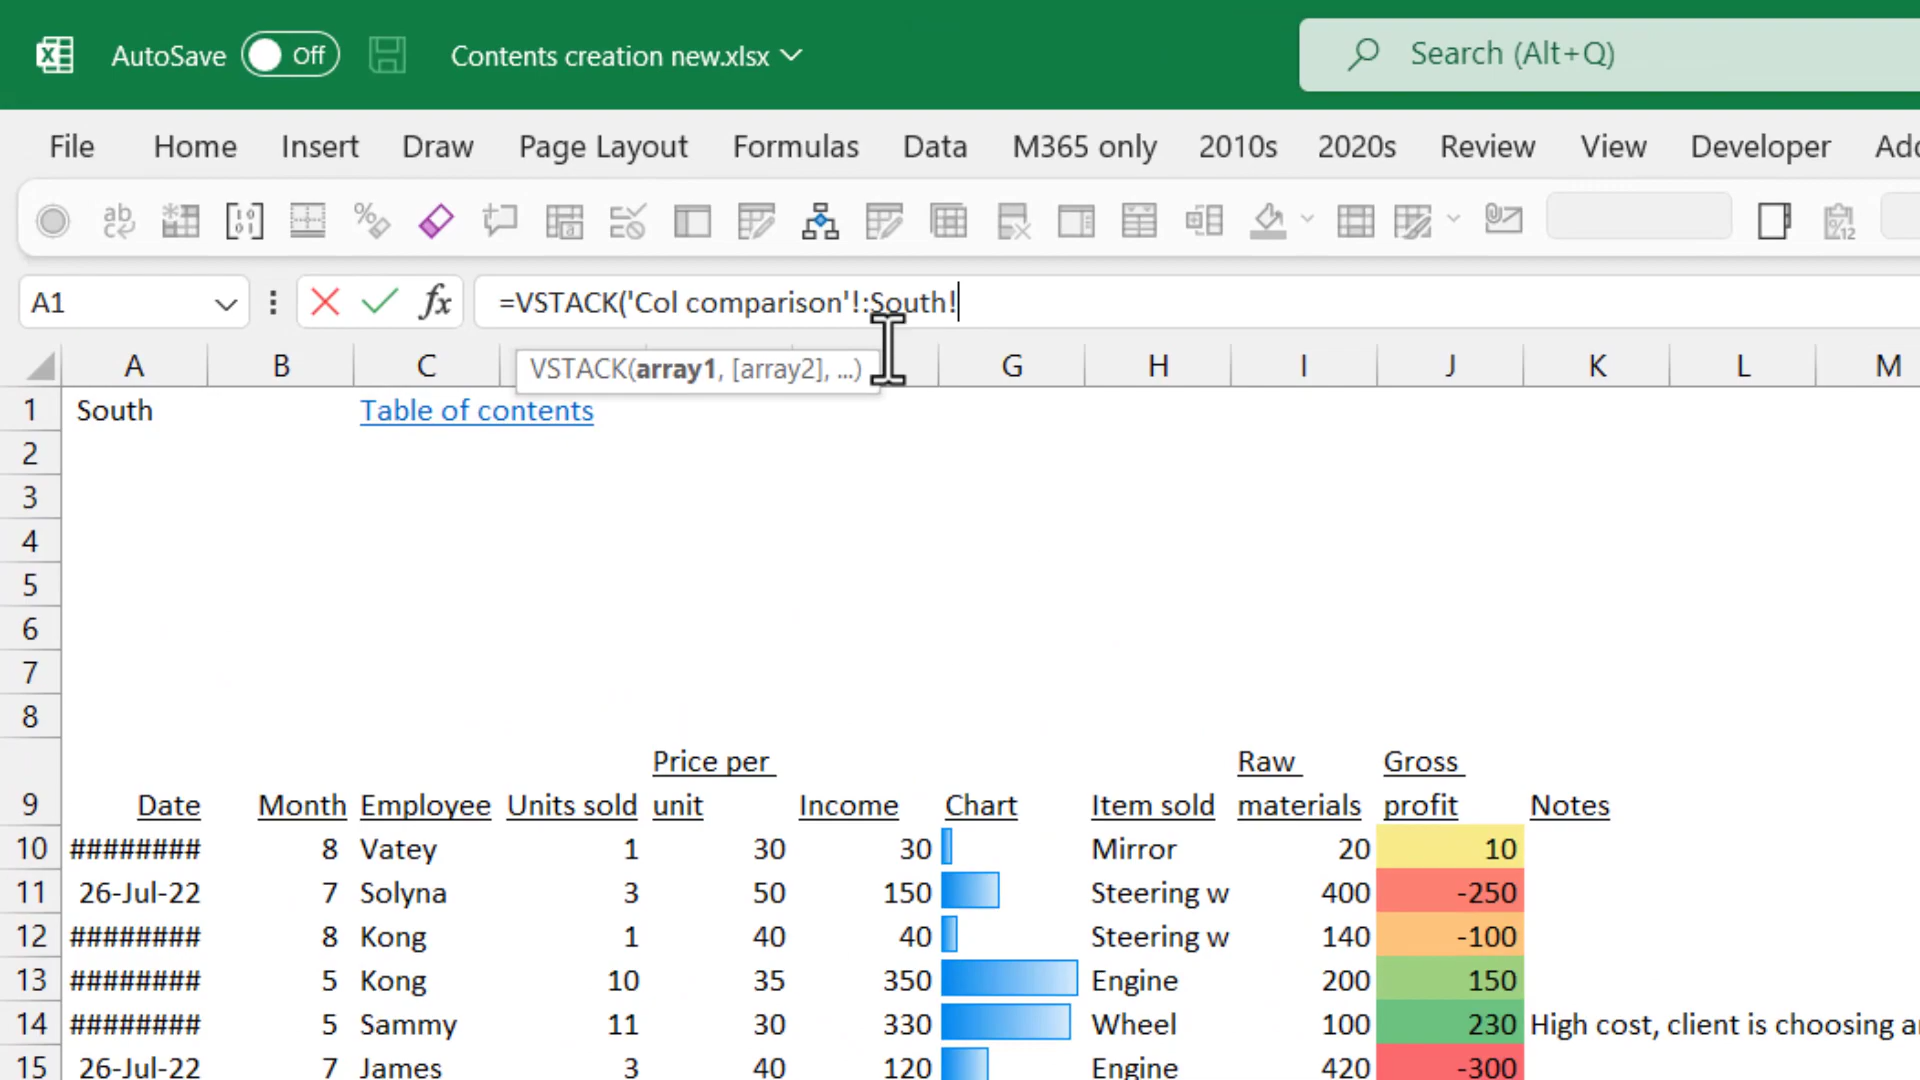 AutoSave Off Contents creation new.xlsx Search (Alt+Q)
File Home Insert Draw Page Layout Formulas Data M365 only 2010s 2020s Review View Developer
A1 fx =VSTACK('Col comparison'!:South!
VSTACK(array1, [array2], ...)
A B C G H I J K L M
1 South Table of contents
2
3
4
5
6
7
8
Price per Raw Gross
9 Date Month Employee Units sold unit Income Chart Item sold materials profit Notes
10 ######## 8 Vatey 1 30 30 Mirror 20 10
11 26-Jul-22 7 Solyna 3 50 150 Steering w 400 -250
12 ######## 8 Kong 1 40 40 Steering w 140 -100
13 ######## 5 Kong 10 35 350 Engine 200 150
14 ######## 5 Sammy 11 30 330 Wheel 100 230 High cost, client is choosing
15 26-Jul-22 7 James 3 40 120 Engine 420 -300